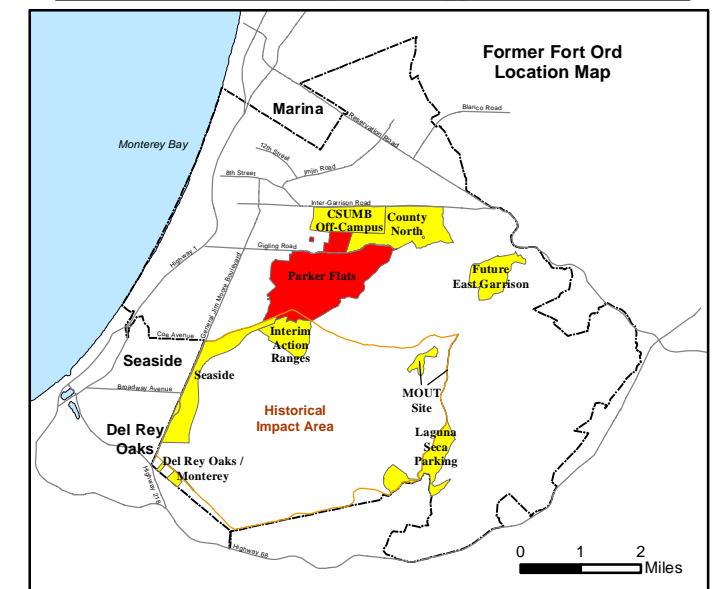 Former Fort Ord
Location Map
Marina
Blanco Road
Reservation Road
Monterey Bay
12th Street
Imjin Road
8th Street
Inter-Garrison Road
CSUMB
Off-Campus
County
North
Gigling Road
Highway 1
Parker Flats
Future
East Garrison
General Jim Moore Boulevard
Coe Avenue
Interim
Action
Ranges
Seaside
Seaside
Broadway Avenue
MOUT
Site
Historical
Impact Area
Del Rey
Oaks
Laguna
Seca
Parking
Del Rey Oaks /
Monterey
Highway 218
Highway 68
0 1 2
Miles